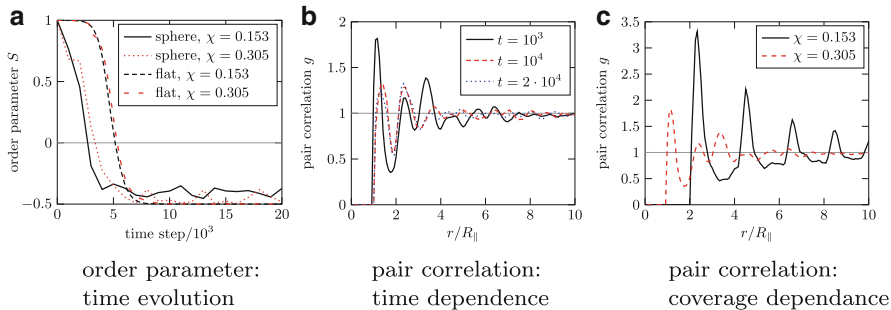 a
order parameter S
1
0.5
0
−0.5
0
5
10
15
20
time step/10³
sphere, χ = 0.153
sphere, χ = 0.305
flat, χ = 0.153
flat, χ = 0.305
order parameter:
time evolution
b
pair correlation g
2
1.5
1
0.5
0
0
2
4
6
8
10
r/R∥
t = 10³
t = 10⁴
t = 2 · 10⁴
pair correlation:
time dependence
c
pair correlation g
3.5
3
2.5
2
1.5
1
0.5
0
0
2
4
6
8
10
r/R∥
χ = 0.153
χ = 0.305
pair correlation:
coverage dependance